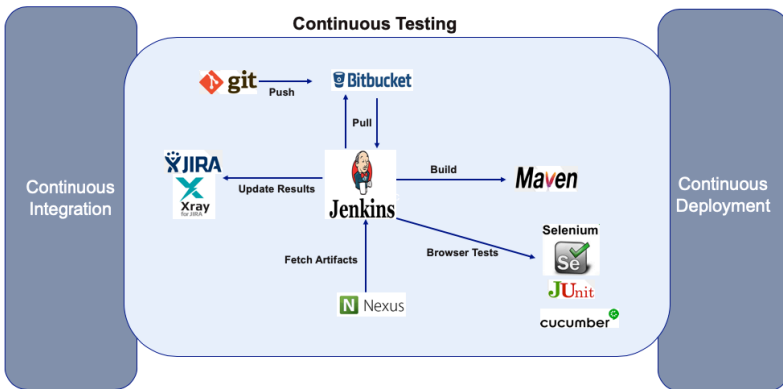 Continuous Testing
git
Push
Bitbucket
Pull
JIRA
Xray
for JIRA
Update Results
Jenkins
Build
Maven
Continuous
Integration
Continuous
Deployment
Fetch Artifacts
Browser Tests
Selenium
Se
JUnit
cucumber
N Nexus